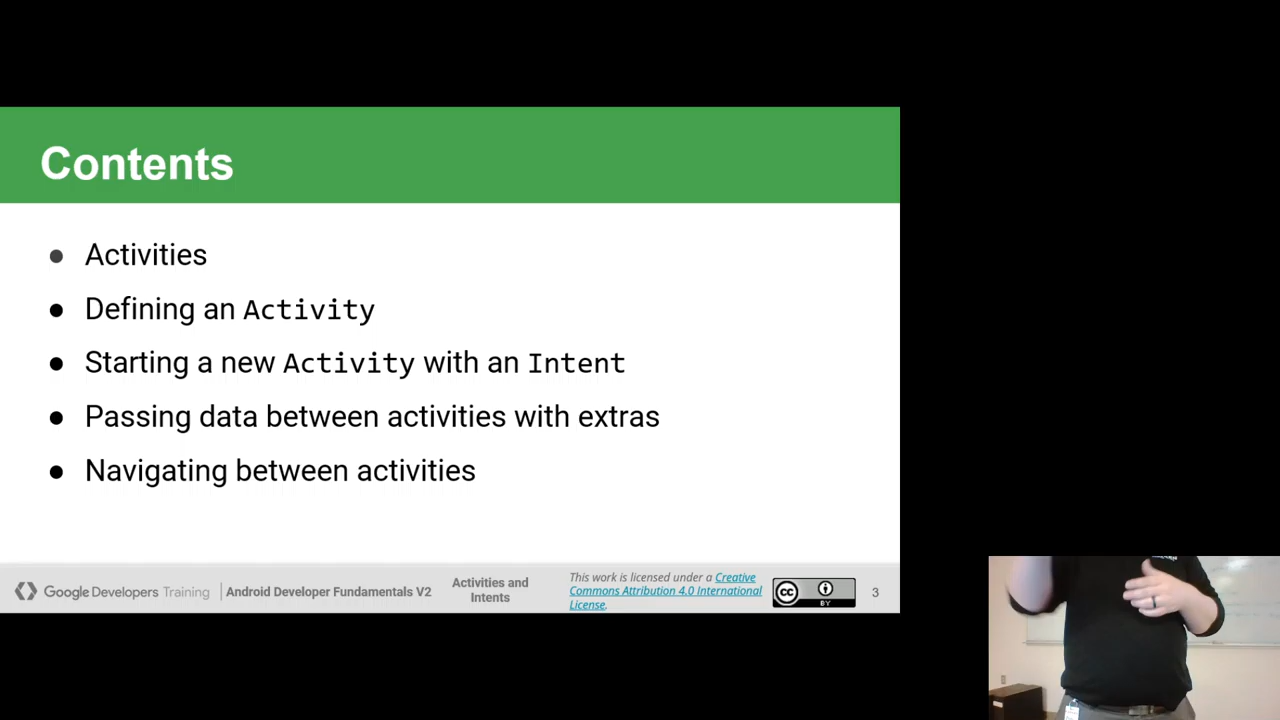 Contents
● Activities
● Defining an Activity
● Starting a new Activity with an Intent
● Passing data between activities with extras
● Navigating between activities
Google Developers Training
Android Developer Fundamentals V2
Activities and
Intents
This work is licensed under a Creative
Commons Attribution 4.0 International
License.
cc BY
3